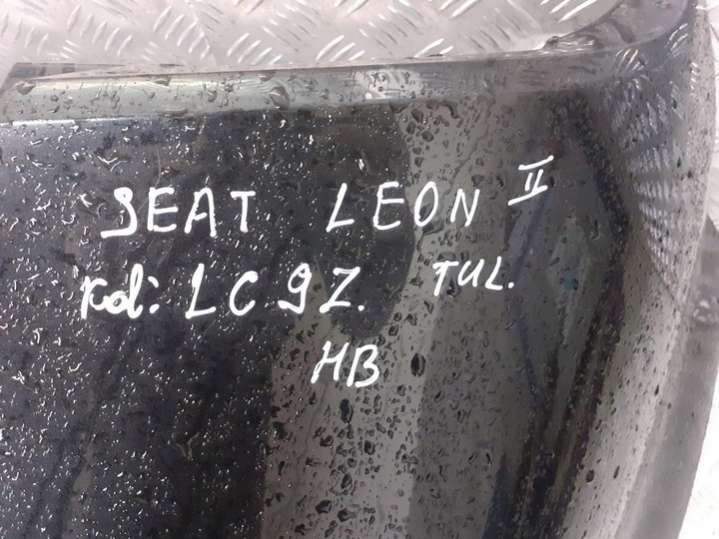 SEAT LEON II
Kol: LC9Z. TUL.
HB